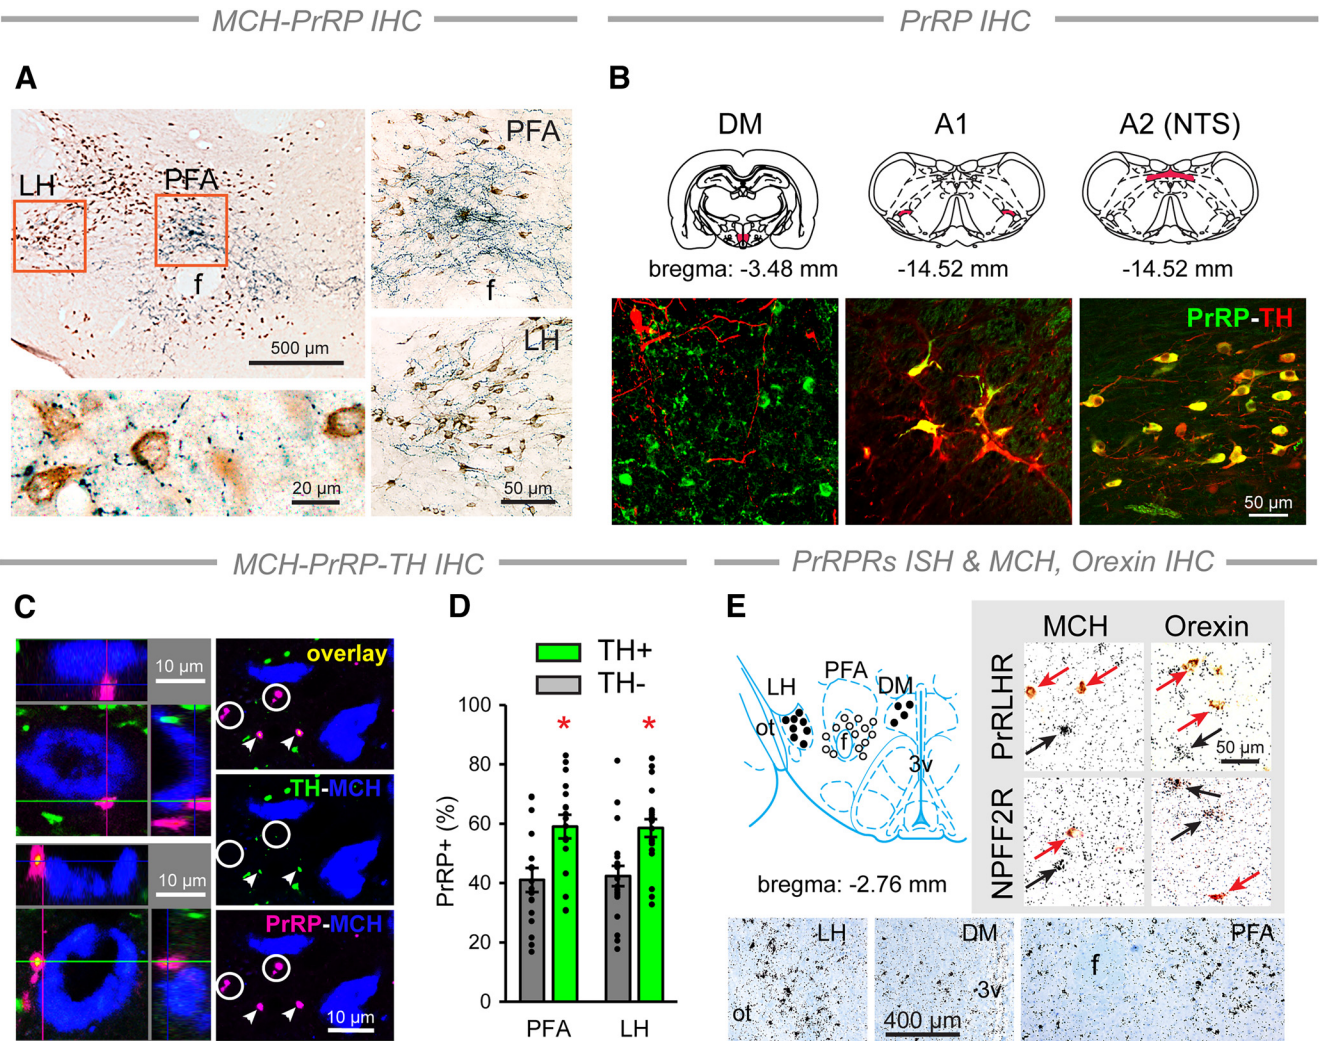 MCH-PrRP IHC
PrRP IHC
A
LH
PFA
f
500 µm
PFA
f
20 µm
LH
50 µm
B
DM
A1
A2 (NTS)
bregma: -3.48 mm
-14.52 mm
-14.52 mm
PrRP-TH
50 µm
MCH-PrRP-TH IHC
PrRPRs ISH & MCH, Orexin IHC
C
10 µm
10 µm
overlay
TH-MCH
PrRP-MCH
10 µm
D
TH+
TH-
PrRP+ (%)
100
80
60
40
20
0
*
*
PFA
LH
E
LH
PFA
DM
ot
f
3v
bregma: -2.76 mm
MCH
Orexin
PrRLHR
50 µm
NPFF2R
LH
ot
DM
3v
400 µm
PFA
f